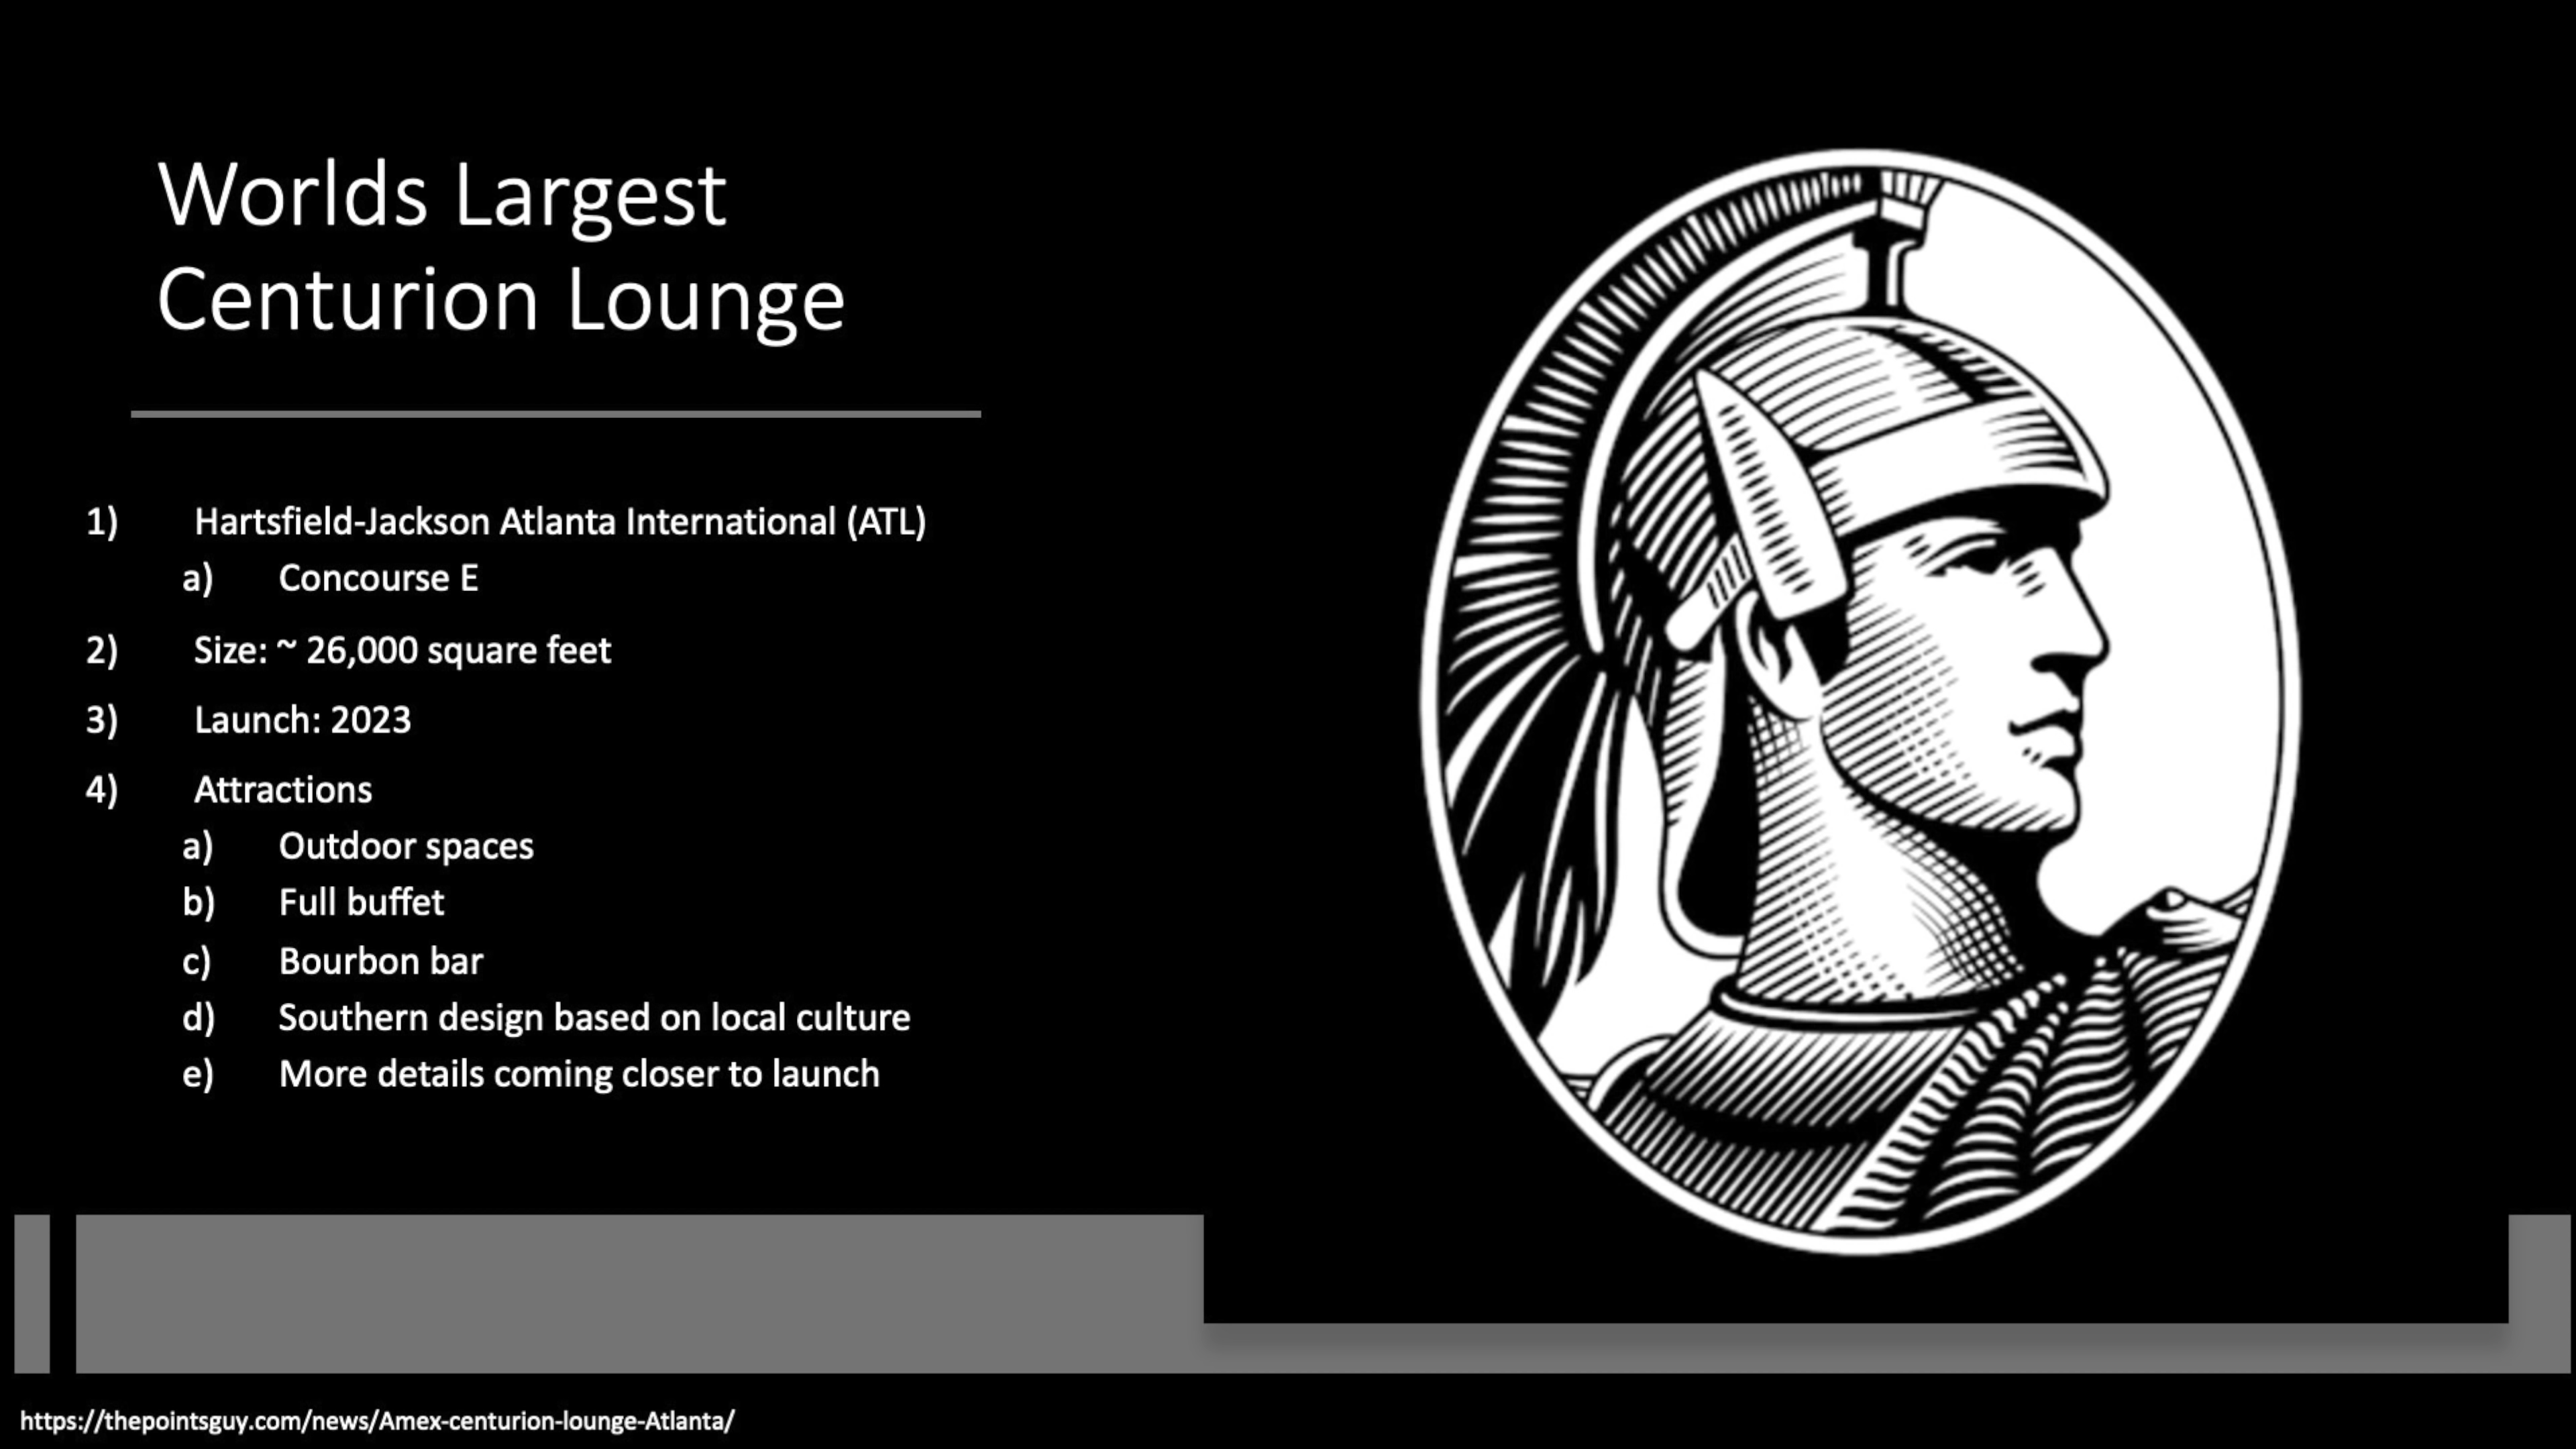 Worlds Largest
Centurion Lounge
1) Hartsfield-Jackson Atlanta International (ATL)
a) Concourse E
2) Size: ~ 26,000 square feet
3) Launch: 2023
4) Attractions
a) Outdoor spaces
b) Full buffet
c) Bourbon bar
d) Southern design based on local culture
e) More details coming closer to launch
https://thepointsguy.com/news/Amex-centurion-lounge-Atlanta/